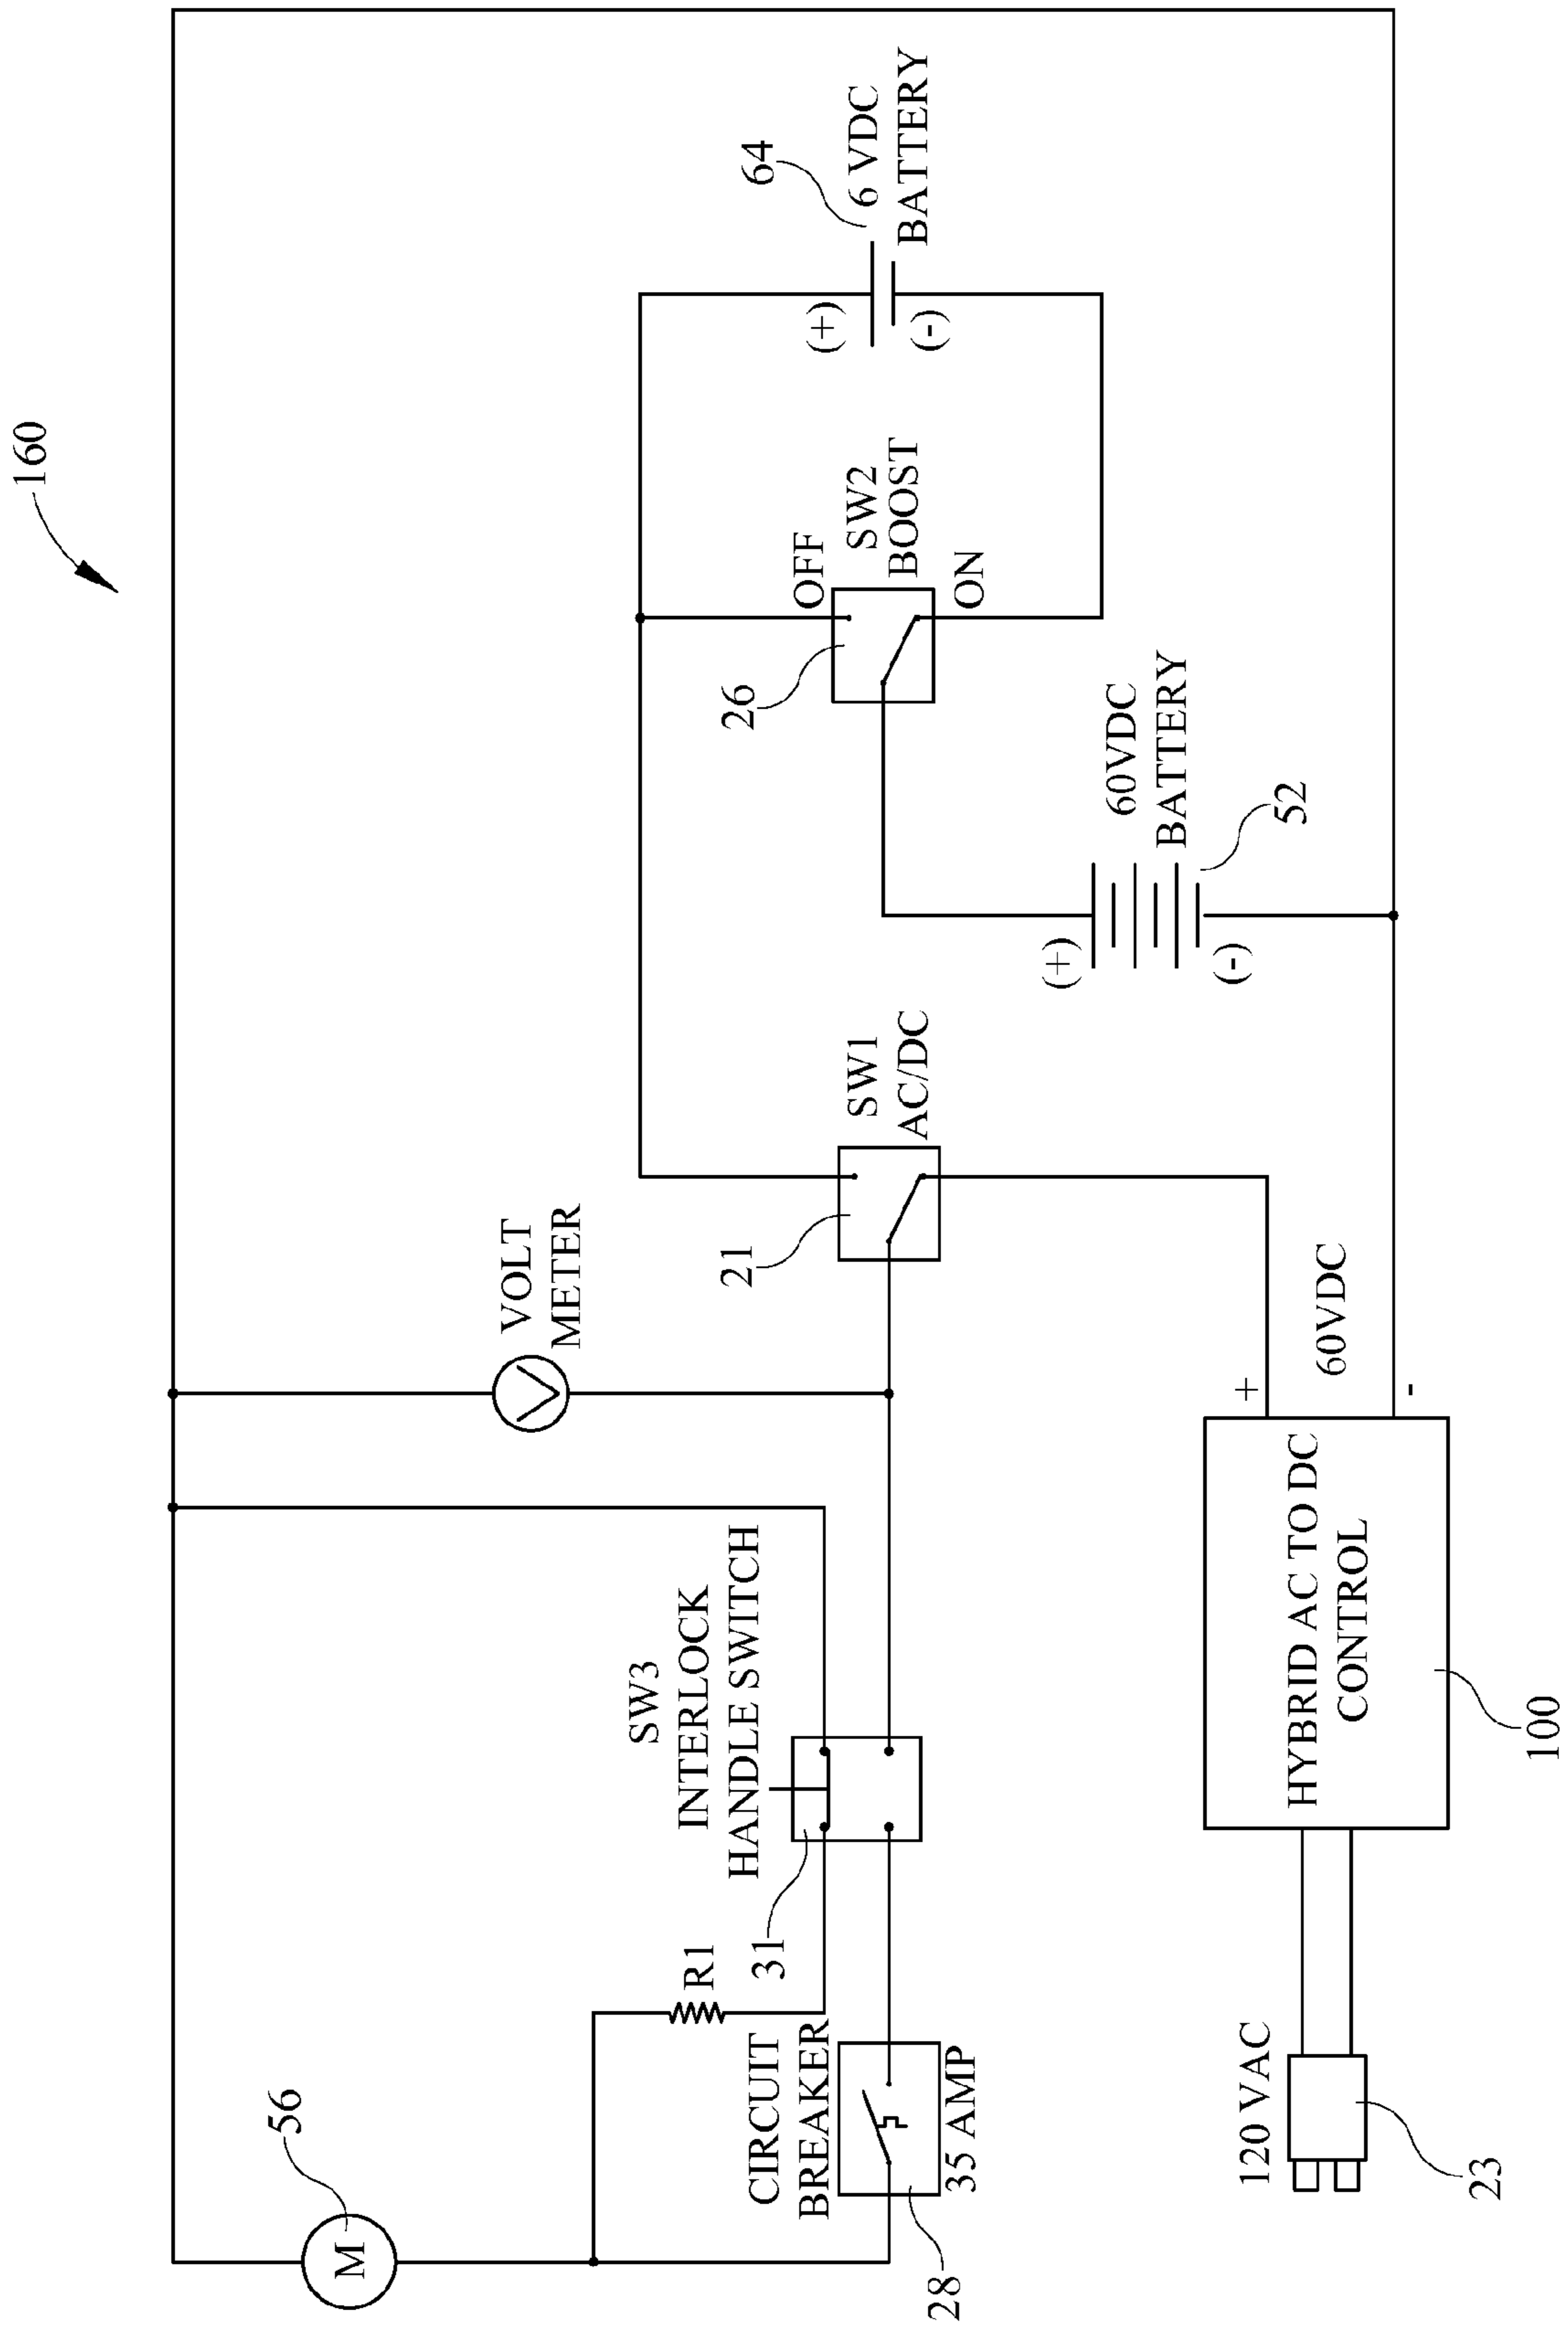 160
56
M
R1
CIRCUIT
BREAKER
35 AMP
28
SW3
INTERLOCK
HANDLE SWITCH
31
VOLT
METER
21
SW1
AC/DC
26
OFF
SW2
BOOST
ON
64
6 VDC
BATTERY
(+)
(-)
60VDC
BATTERY
52
(+)
(-)
120 VAC
23
HYBRID AC TO DC
CONTROL
100
+
60VDC
-